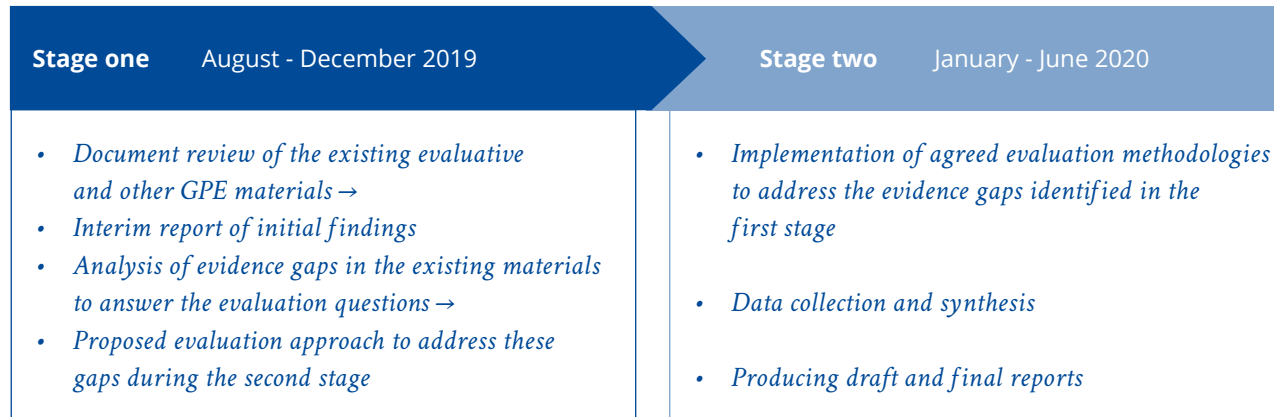 Stage one August - December 2019
• Document review of the existing evaluative
and other GPE materials →
• Interim report of initial findings
• Analysis of evidence gaps in the existing materials
to answer the evaluation questions →
• Proposed evaluation approach to address these
gaps during the second stage
Stage two January - June 2020
• Implementation of agreed evaluation methodologies
to address the evidence gaps identified in the
first stage
• Data collection and synthesis
• Producing draft and final reports